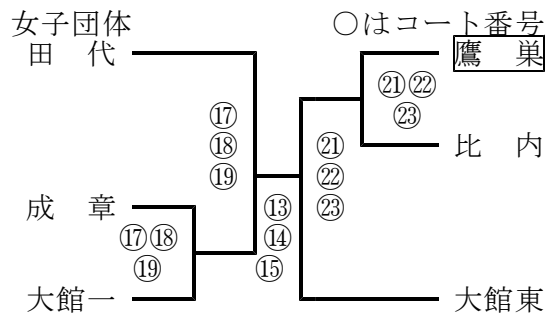 女子団体 ○はコート番号
田 代 鷹 巣
㉑㉒
㉓
⑰
⑱
⑲
㉑
㉒
㉓
比 内
成 章
⑰⑱
⑲
⑬
⑭
⑮
大館一 大館東